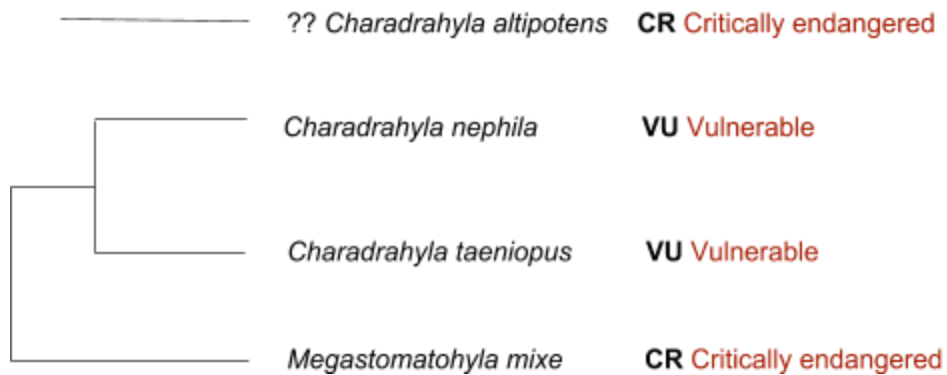 ?? Charadrahyla altipotens CR Critically endangered
Charadrahyla nephila VU Vulnerable
Charadrahyla taeniopus VU Vulnerable
Megastomatohyla mixe CR Critically endangered